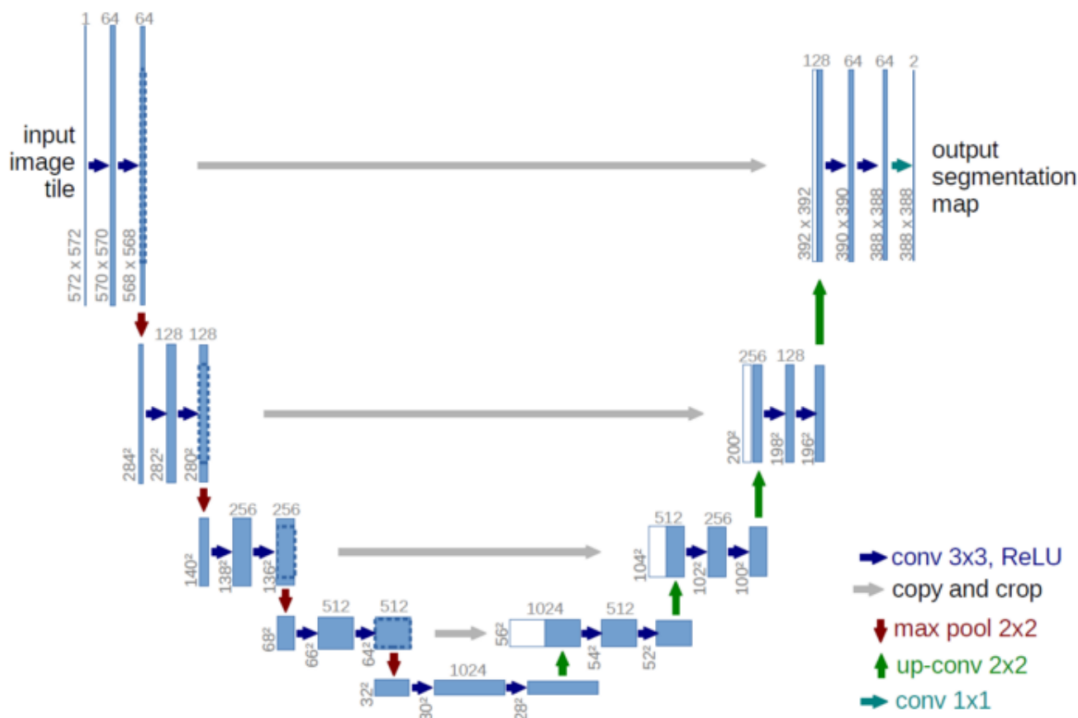 1 64 64
input
image
tile
572 x 572
570 x 570
568 x 568
128 64 64 2
output
segmentation
map
392 x 392
390 x 390
388 x 388
388 x 388
128 128
284²
282²
280²
256 128
200²
198²
196²
256 256
140²
138²
136²
512 256
104²
102²
100²
512 512
68²
66²
64²
1024 512
56²
54²
52²
1024
32²
30²
28²
conv 3x3, ReLU
copy and crop
max pool 2x2
up-conv 2x2
conv 1x1